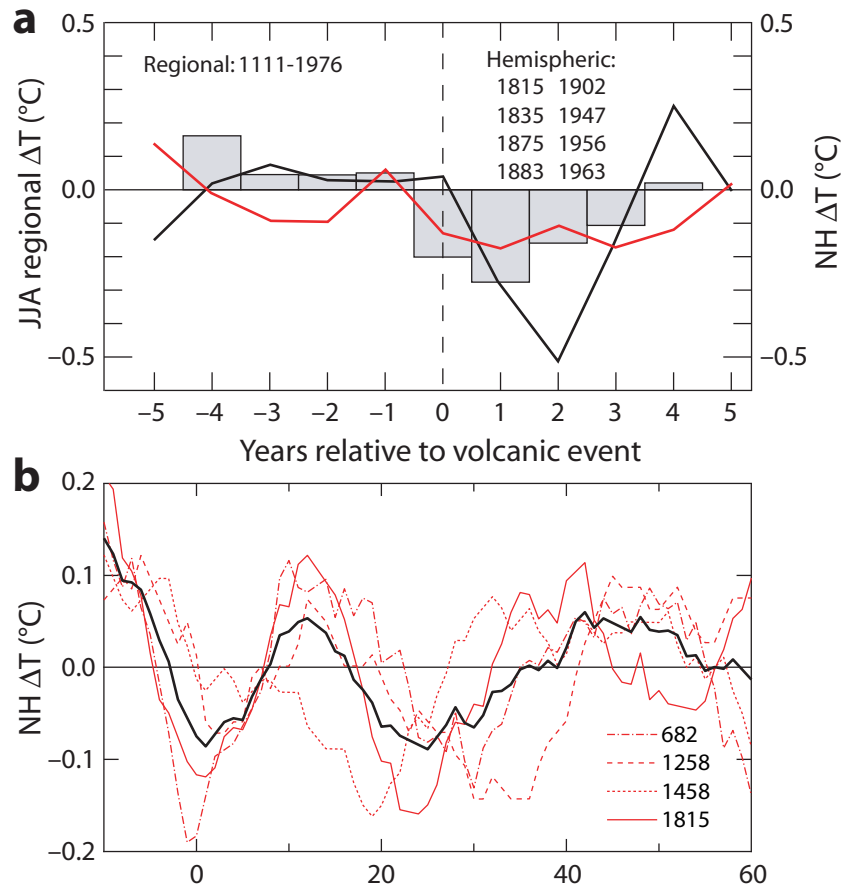 a
0.5
0.5
Regional: 1111-1976
Hemispheric:
1815 1902
1835 1947
1875 1956
1883 1963
JJA regional ΔT (°C)
NH ΔT (°C)
0.0
0.0
−0.5
−0.5
−5 −4 −3 −2 −1 0 1 2 3 4 5
Years relative to volcanic event
b
0.2
0.1
NH ΔT (°C)
0.0
−0.1
−0.2
682
1258
1458
1815
0 20 40 60